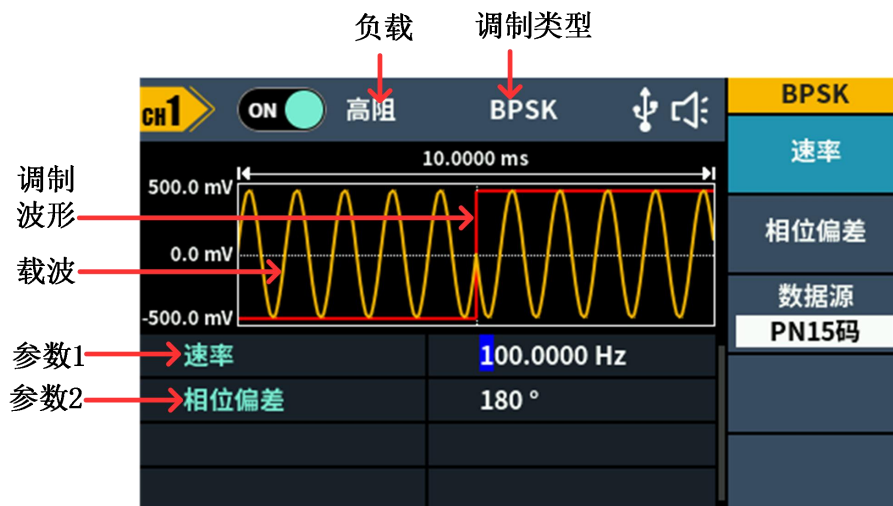 负载
调制类型
CH1
ON
高阻
BPSK
BPSK
速率
10.0000 ms
调制
波形
500.0 mV
相位偏差
载波
0.0 mV
数据源
-500.0 mV
PN15码
参数1
速率
100.0000 Hz
参数2
相位偏差
180 °